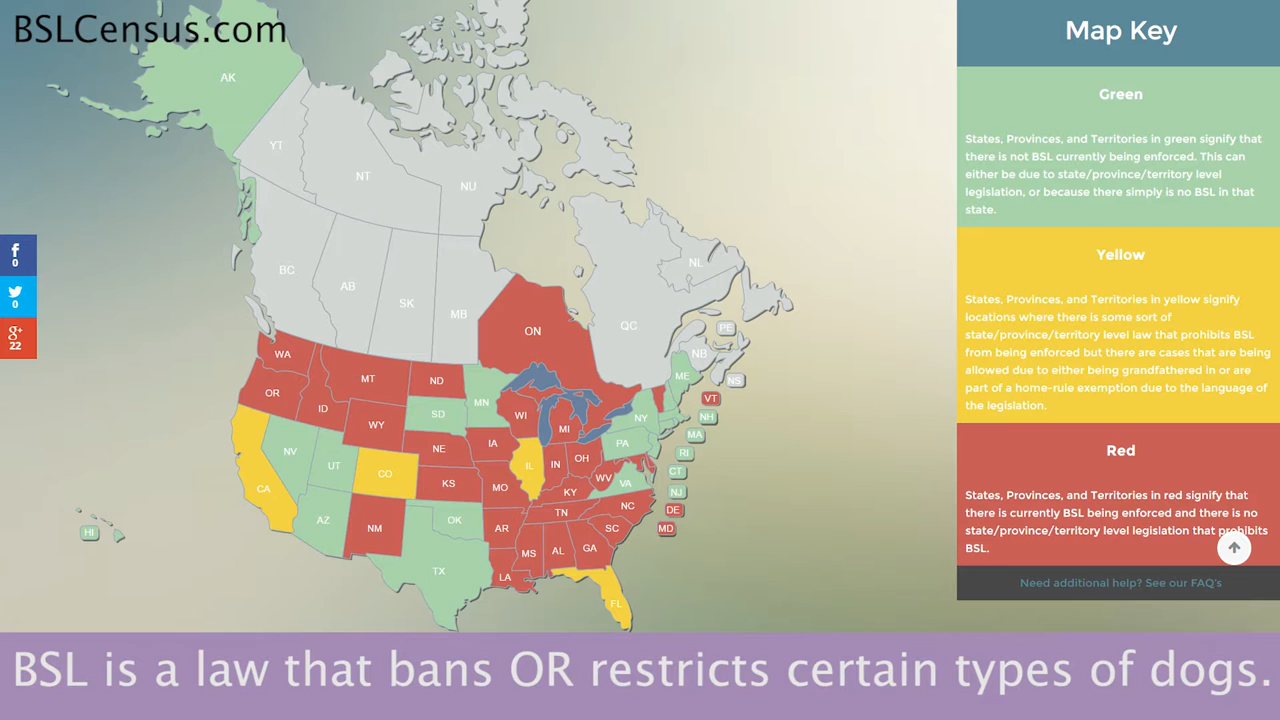 BSLCensus.com
Map Key
Green
States, Provinces, and Territories in green signify that
there is not BSL currently being enforced. This can
either be due to state/province/territory level
legislation, or because there simply is no BSL in that
state.
Yellow
States, Provinces, and Territories in yellow signify
locations where there is some sort of
state/province/territory level law that prohibits BSL
from being enforced but there are cases that are being
allowed due to either being grandfathered in or are
part of a home-rule exemption due to the language of
the legislation.
Red
States, Provinces, and Territories in red signify that
there is currently BSL being enforced and there is no
state/province/territory level legislation that prohibits
BSL.
Need additional help? See our FAQ's
f
0
0
g+
22
AK
YT
NT
NU
BC
AB
SK
MB
ON
QC
NL
PE
NB
NS
WA
OR
ID
MT
ND
MN
WI
MI
NY
ME
VT
NH
MA
RI
CT
NJ
DE
MD
SD
WY
NE
IA
IL
IN
OH
PA
WV
VA
NV
UT
CO
KS
MO
KY
CA
AZ
NM
OK
AR
TN
NC
SC
HI
TX
LA
MS
AL
GA
FL
BSL is a law that bans OR restricts certain types of dogs.